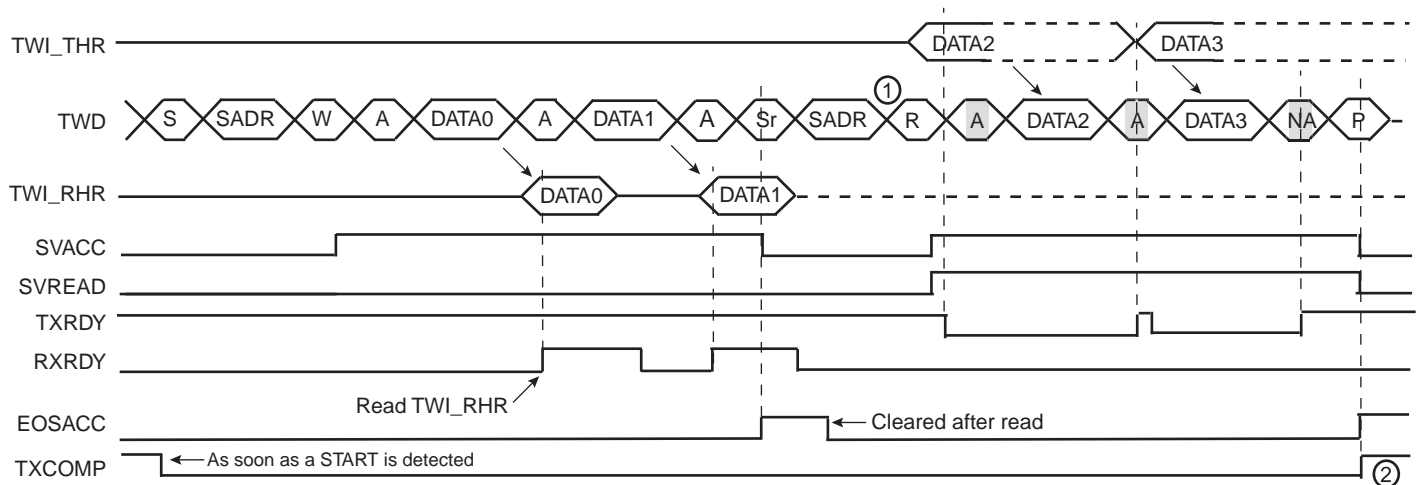 TWI_THR DATA2 DATA3
①
TWD S SADR W A DATA0 A DATA1 A Sr SADR R A DATA2 A DATA3 NA P
TWI_RHR DATA0 DATA1
SVACC
SVREAD
TXRDY
RXRDY
Read TWI_RHR
EOSACC Cleared after read
TXCOMP As soon as a START is detected ②